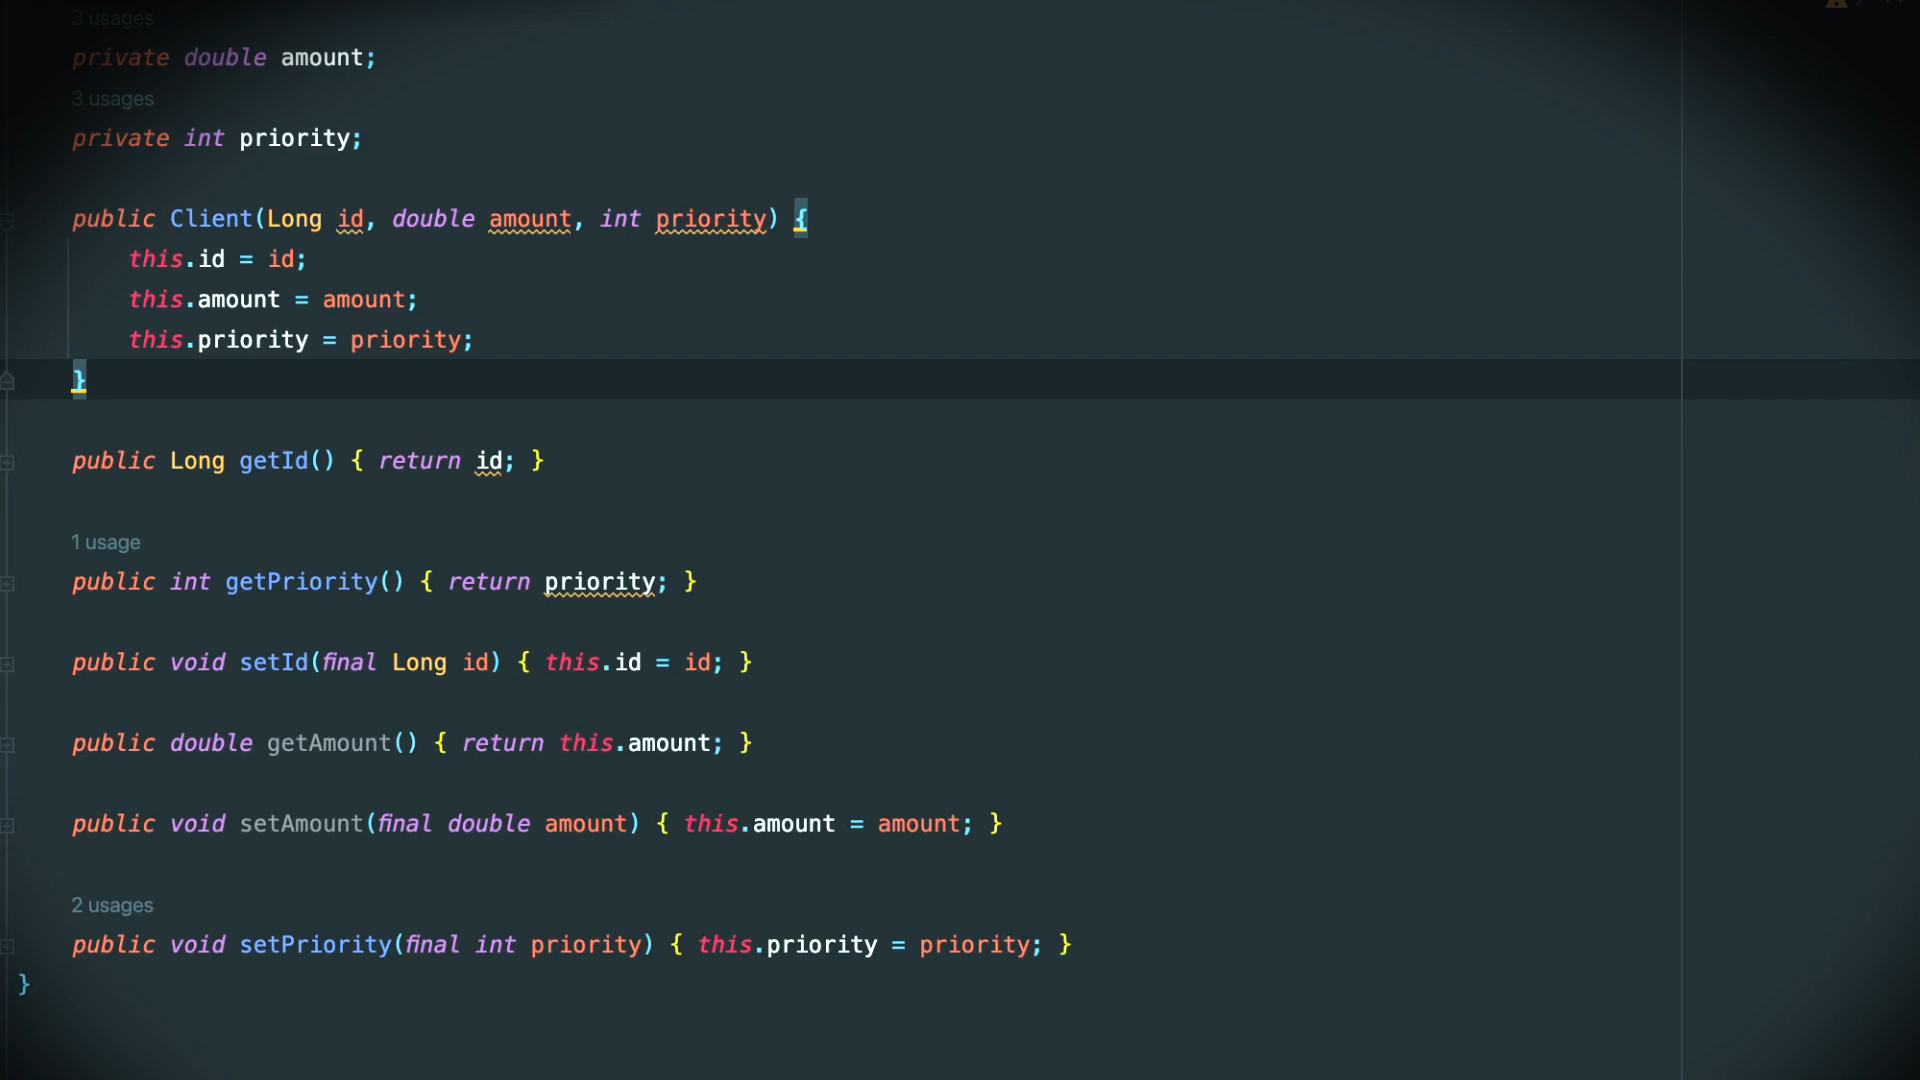 3 usages
private double amount;
3 usages
private int priority;
public Client(Long id, double amount, int priority) {
this.id = id;
this.amount = amount;
this.priority = priority;
}
public Long getId() { return id; }
1 usage
public int getPriority() { return priority; }
public void setId(final Long id) { this.id = id; }
public double getAmount() { return this.amount; }
public void setAmount(final double amount) { this.amount = amount; }
2 usages
public void setPriority(final int priority) { this.priority = priority; }
}